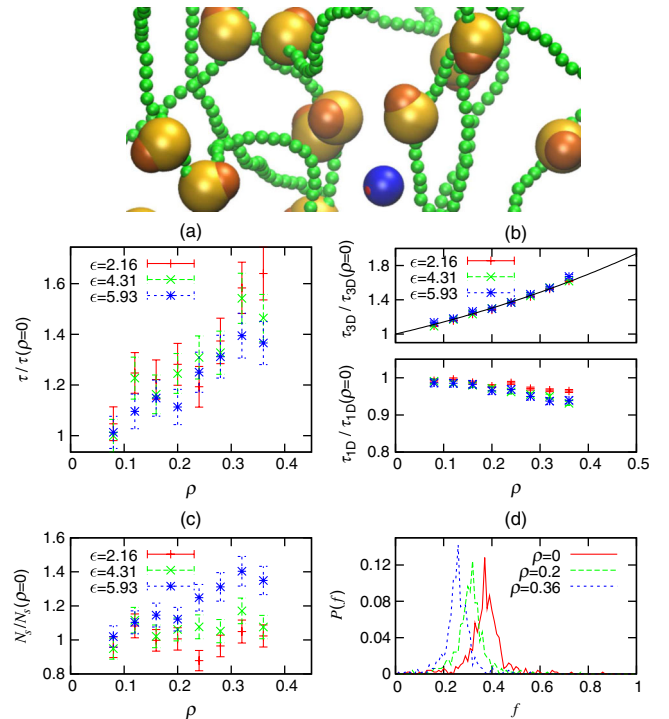 (a)
τ / τ(ρ=0)
1.6
1.4
1.2
1
ϵ=2.16
ϵ=4.31
ϵ=5.93
0 0.1 0.2 0.3 0.4
ρ
(b)
τ3D / τ3D(ρ=0)
1.8
1.4
1
ϵ=2.16
ϵ=4.31
ϵ=5.93
τ1D / τ1D(ρ=0)
1
0.9
0.8
0 0.1 0.2 0.3 0.4 0.5
ρ
(c)
Ns/Ns(ρ=0)
1.6
1.4
1.2
1
0.8
ϵ=2.16
ϵ=4.31
ϵ=5.93
0 0.1 0.2 0.3 0.4
ρ
(d)
P(f)
0.12
0.08
0.04
0
ρ=0
ρ=0.2
ρ=0.36
0 0.2 0.4 0.6 0.8 1
f